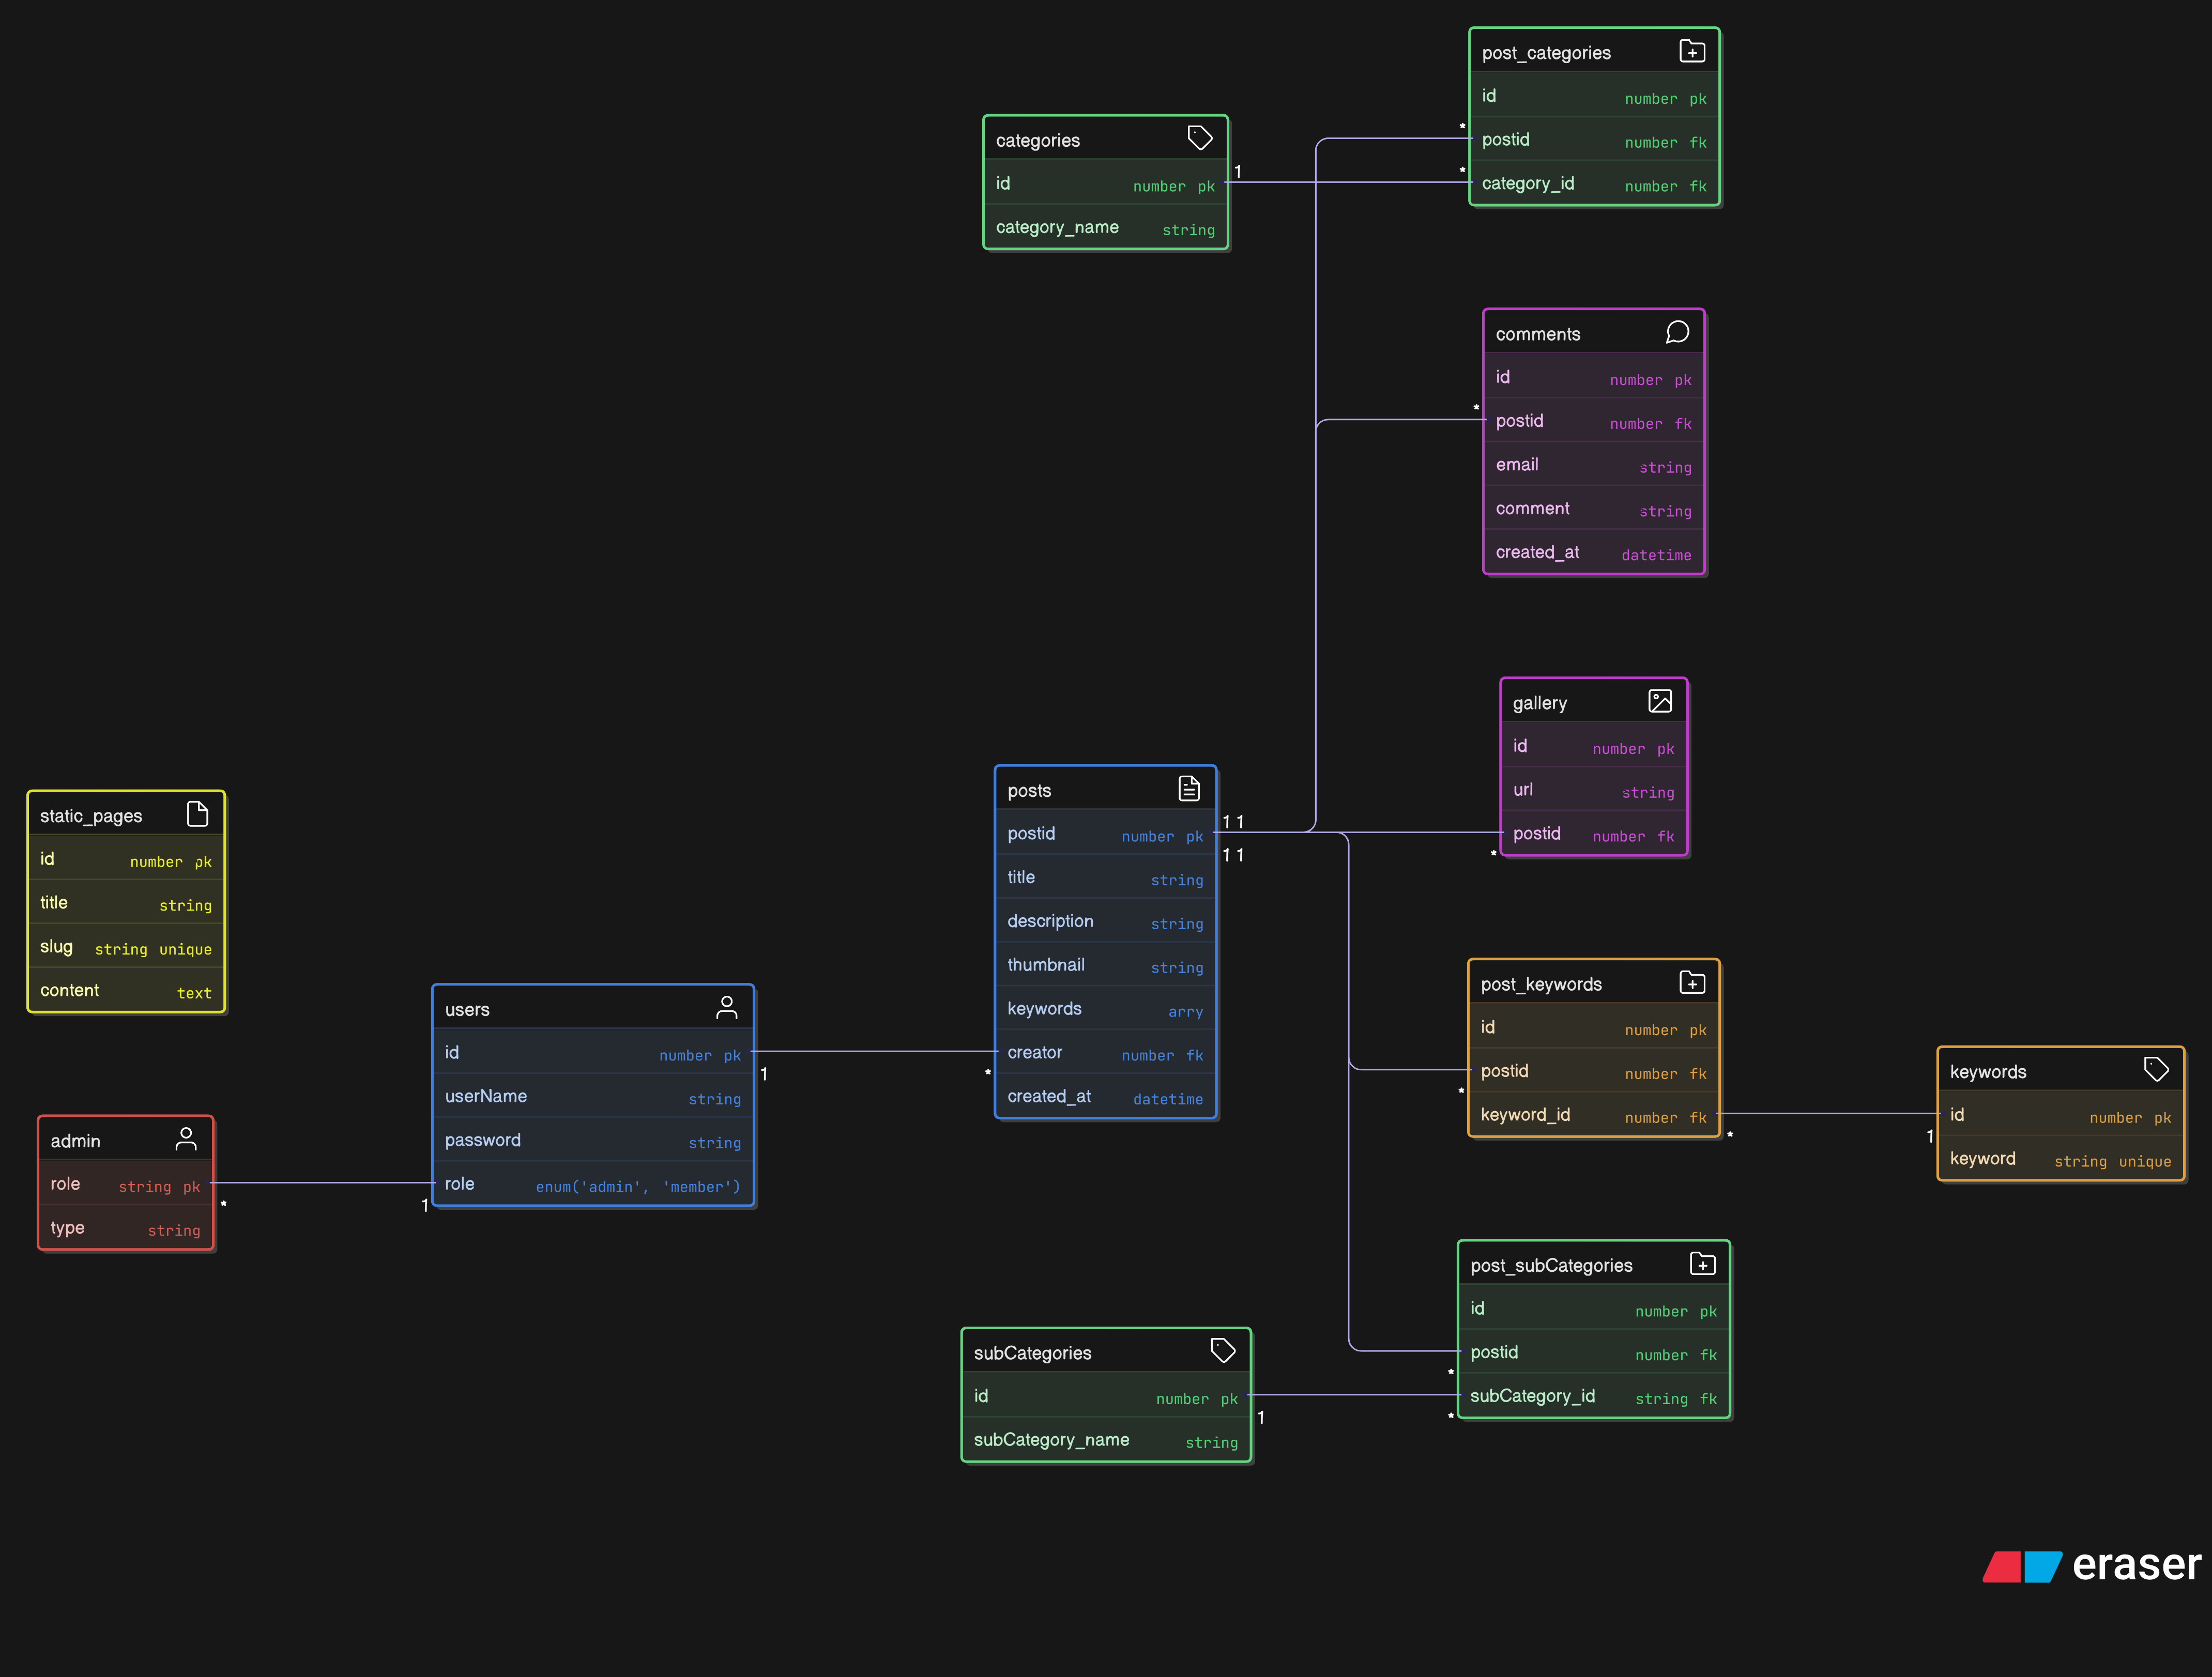 post_categories
id number pk
postid number fk
category_id number fk
*
*
categories
id number pk
category_name string
1
comments
id number pk
postid number fk
email string
comment string
created_at datetime
*
gallery
id number pk
url string
postid number fk
*
posts
postid number pk
title string
description string
thumbnail string
keywords arry
creator number fk
created_at datetime
1 1
1 1
*
static_pages
id number pk
title string
slug string unique
content text
users
id number pk
userName string
password string
role enum('admin', 'member')
1
1
admin
role string pk
type string
*
post_keywords
id number pk
postid number fk
keyword_id number fk
*
*
keywords
id number pk
keyword string unique
1
post_subCategories
id number pk
postid number fk
subCategory_id string fk
*
*
subCategories
id number pk
subCategory_name string
1
eraser